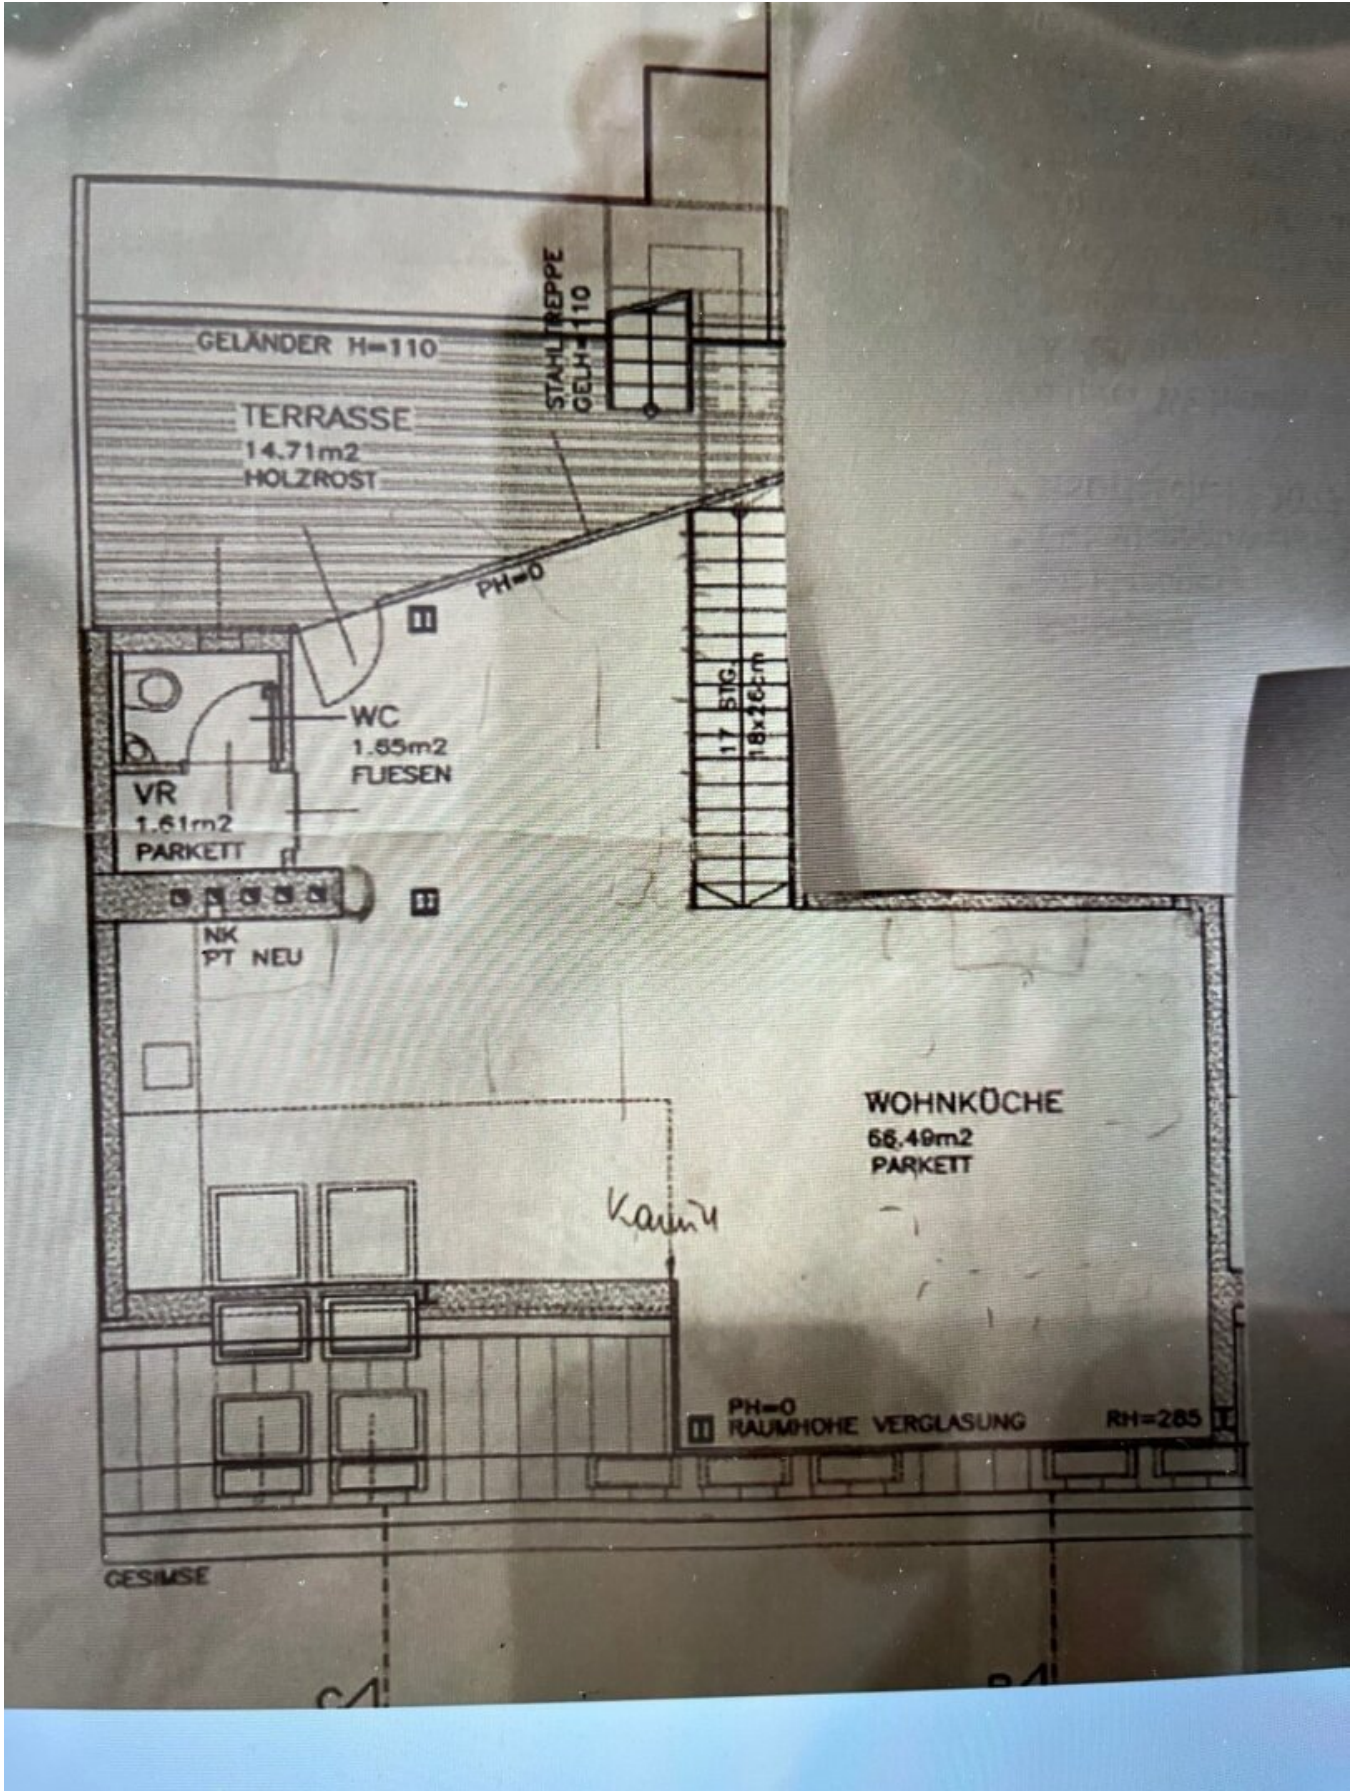 STAHLTREPPE
GELH=110
GELÄNDER H=110
TERRASSE
14.71m2
HOLZROST
PH=0
17 STG.
18x26cm
WC
1.65m2
FLIESEN
VR
1.61m2
PARKETT
NK
PT NEU
WOHNKÜCHE
66.49m2
PARKETT
Kamin
PH=0
RAUMHOHE VERGLASUNG
RH=285
GESIMSE
C